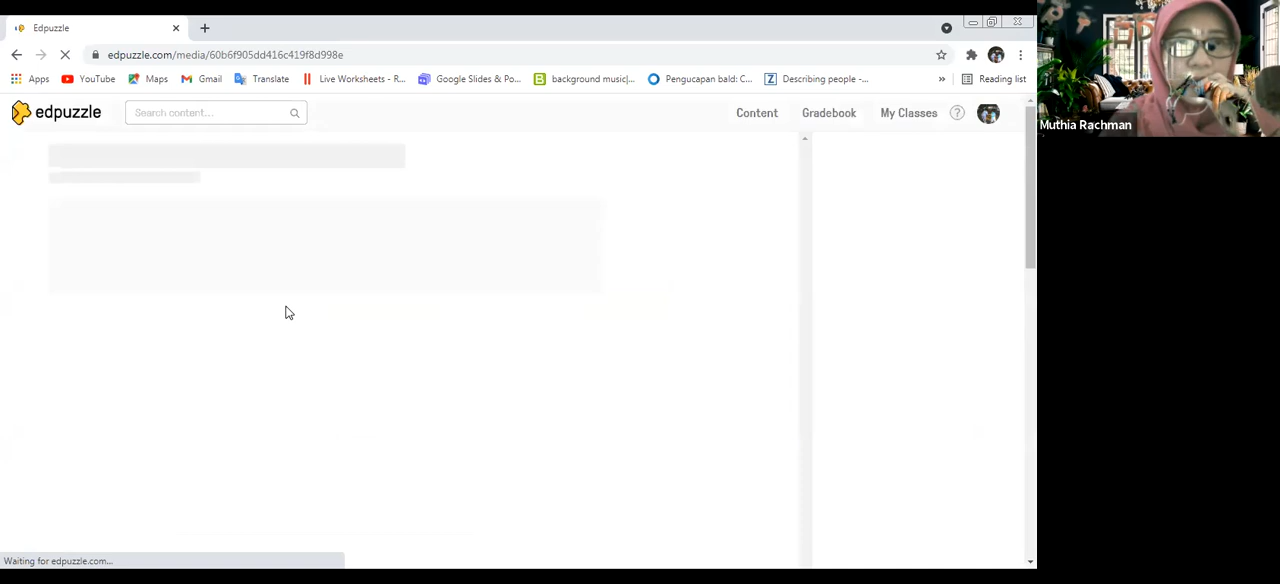 Edpuzzle
edpuzzle.com/media/60b6f905dd416c419f8d998e
Apps YouTube Maps Gmail Translate Live Worksheets - R... Google Slides & Po... background music|... Pengucapan bald: C... Describing people -... » Reading list
edpuzzle Search content... Content Gradebook My Classes ?
Muthia Rachman
Waiting for edpuzzle.com...